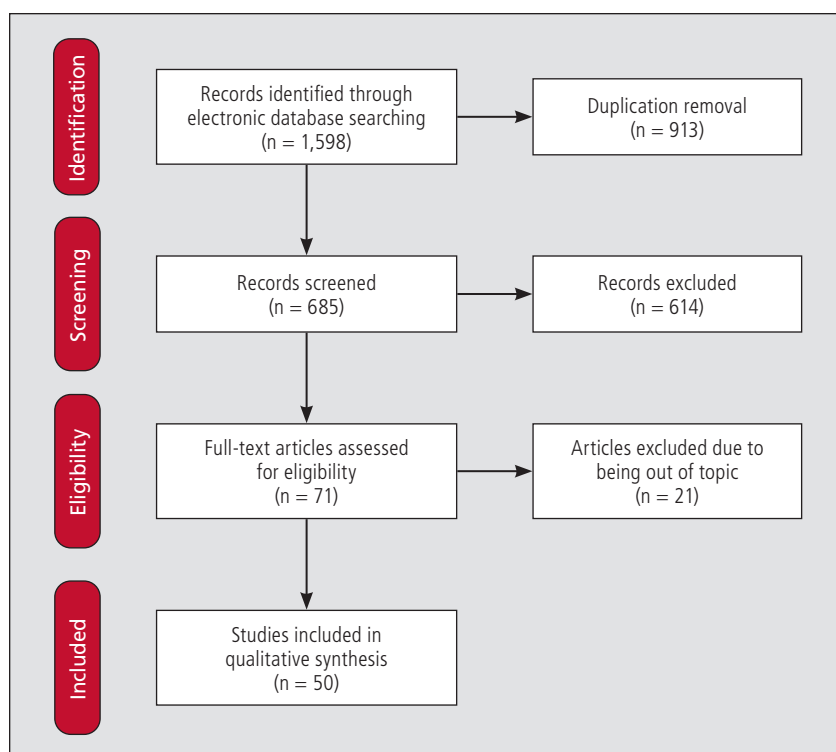 Identification
Records identified through
electronic database searching
(n = 1,598)
Duplication removal
(n = 913)
Screening
Records screened
(n = 685)
Records excluded
(n = 614)
Eligibility
Full-text articles assessed
for eligibility
(n = 71)
Articles excluded due to
being out of topic
(n = 21)
Included
Studies included in
qualitative synthesis
(n = 50)